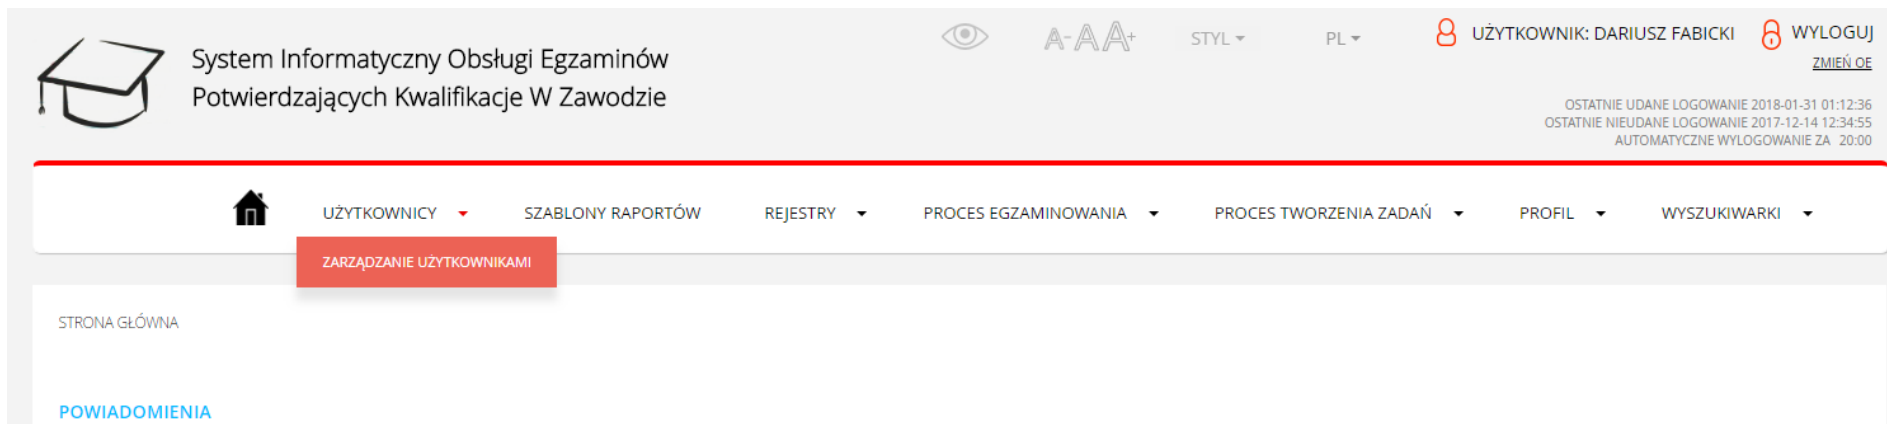 System Informatyczny Obsługi Egzaminów
Potwierdzających Kwalifikacje W Zawodzie
A- A A+
STYL
PL
UŻYTKOWNIK: DARIUSZ FABICKI
WYLOGUJ
ZMIEŃ OE
OSTATNIE UDANE LOGOWANIE 2018-01-31 01:12:36
OSTATNIE NIEUDANE LOGOWANIE 2017-12-14 12:34:55
AUTOMATYCZNE WYLOGOWANIE ZA 20:00
UŻYTKOWNICY
SZABLONY RAPORTÓW
REJESTRY
PROCES EGZAMINOWANIA
PROCES TWORZENIA ZADAŃ
PROFIL
WYSZUKIWARKI
ZARZĄDZANIE UŻYTKOWNIKAMI
STRONA GŁÓWNA
POWIADOMIENIA